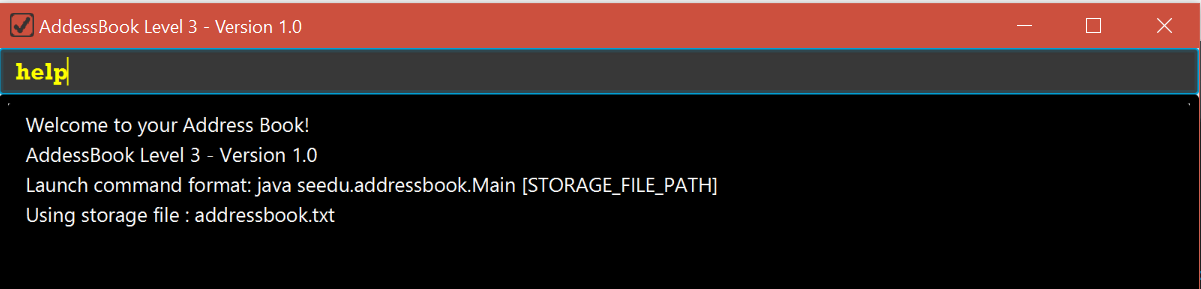 AddessBook Level 3 - Version 1.0
help
Welcome to your Address Book!
AddessBook Level 3 - Version 1.0
Launch command format: java seedu.addressbook.Main [STORAGE_FILE_PATH]
Using storage file : addressbook.txt